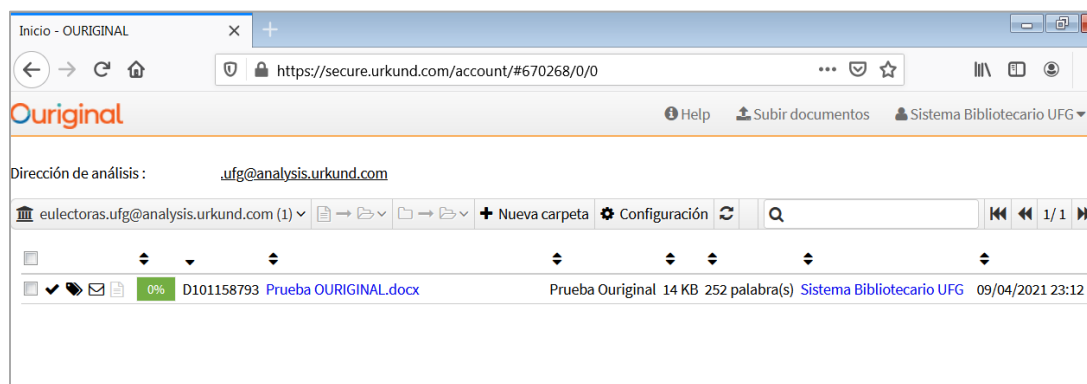 Inicio - OURIGINAL
https://secure.urkund.com/account/#670268/0/0
Ouriginal Help Subir documentos Sistema Bibliotecario UFG
Dirección de análisis : .ufg@analysis.urkund.com
eulectoras.ufg@analysis.urkund.com (1) Nueva carpeta Configuración 1/1
0% D101158793 Prueba OURIGINAL.docx Prueba Ouriginal 14 KB 252 palabra(s) Sistema Bibliotecario UFG 09/04/2021 23:12